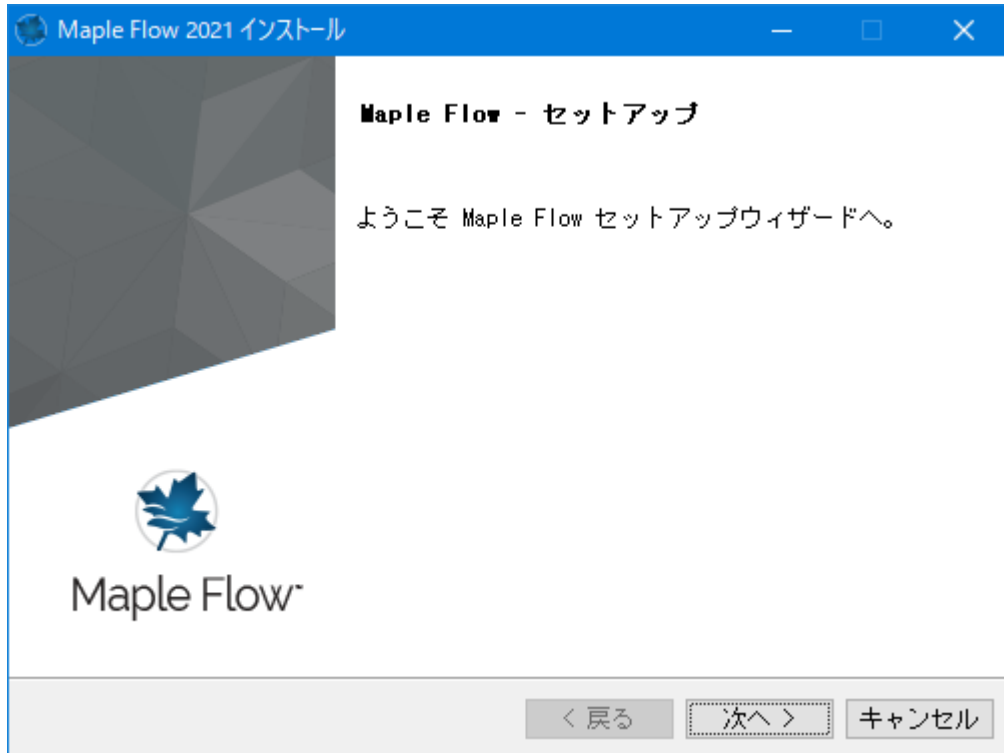 Maple Flow 2021 インストール
Maple Flow - セットアップ
ようこそ Maple Flow セットアップウィザードへ。
Maple Flow™
< 戻る
次へ >
キャンセル